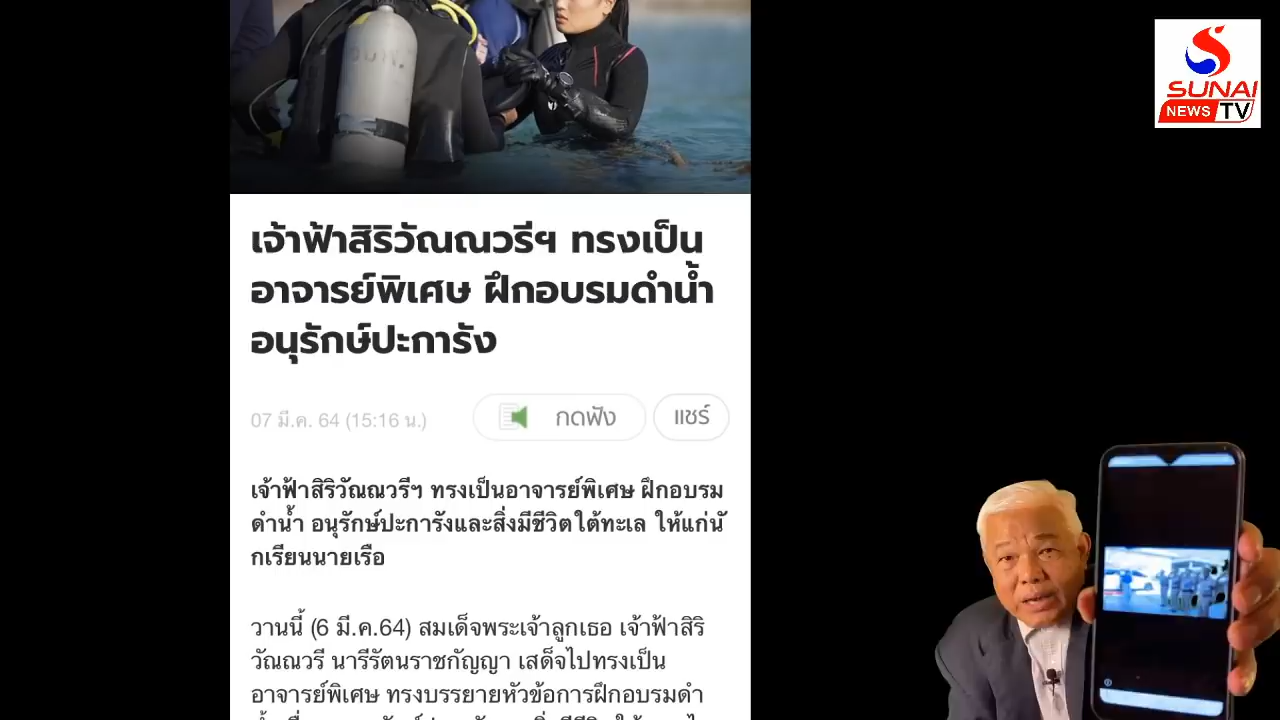 SUNAI
NEWS TV
เจ้าฟ้าสิริวัณณวรีฯ ทรงเป็น
อาจารย์พิเศษ ฝึกอบรมดำน้ำ
อนุรักษ์ปะการัง
07 มี.ค. 64 (15:16 น.)
กดฟัง
แชร์
เจ้าฟ้าสิริวัณณวรีฯ ทรงเป็นอาจารย์พิเศษ ฝึกอบรม
ดำน้ำ อนุรักษ์ปะการังและสิ่งมีชีวิตใต้ทะเล ให้แก่นั
กเรียนนายเรือ
วานนี้ (6 มี.ค.64) สมเด็จพระเจ้าลูกเธอ เจ้าฟ้าสิริ
วัณณวรี นารีรัตนราชกัญญา เสด็จไปทรงเป็น
อาจารย์พิเศษ ทรงบรรยายหัวข้อการฝึกอบรมดำ